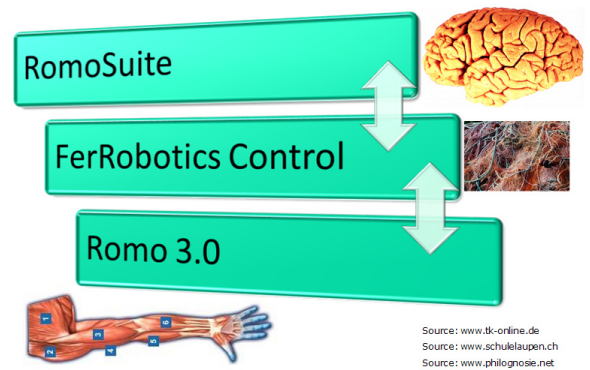 RomoSuite
FerRobotics Control
Romo 3.0
1
2
3
4
5
6
Source: www.tk-online.de
Source: www.schulelaupen.ch
Source: www.philognosie.net